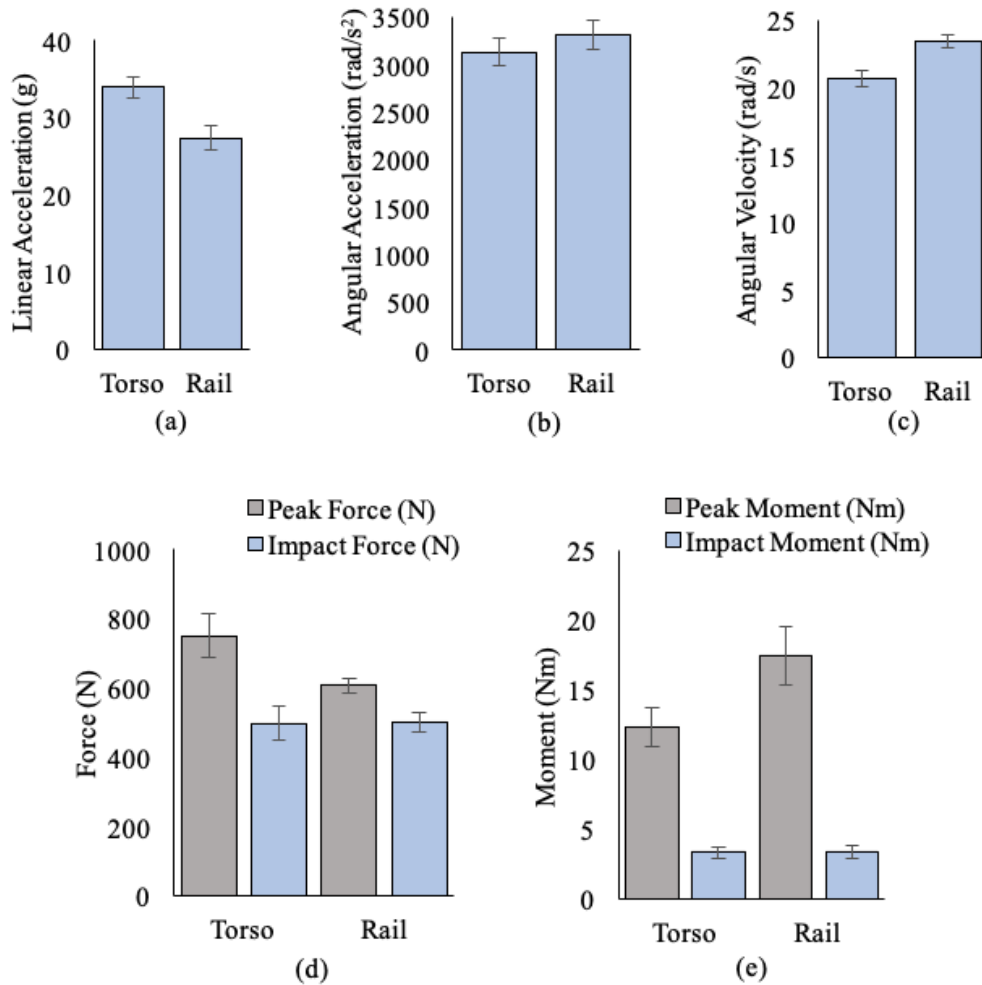 Linear Acceleration (g)
40
30
20
10
0
Torso Rail
(a)
Angular Acceleration (rad/s²)
3500
3000
2500
2000
1500
1000
500
0
Torso Rail
(b)
Angular Velocity (rad/s)
25
20
15
10
5
0
Torso Rail
(c)
Peak Force (N)
Impact Force (N)
Force (N)
1000
800
600
400
200
0
Torso Rail
(d)
Peak Moment (Nm)
Impact Moment (Nm)
Moment (Nm)
25
20
15
10
5
0
Torso Rail
(e)